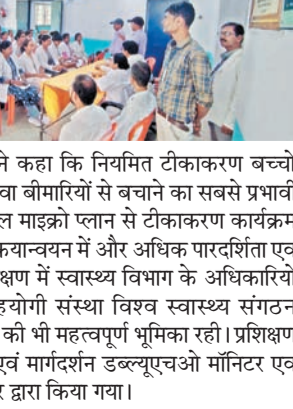 ने कहा कि नियमित टीकाकरण बच्चो
वा बीमारियों से बचाने का सबसे प्रभावी
ल माइक्रो प्लान से टीकाकरण कार्यक्रम
कयान्वयन में और अधिक पारदर्शिता एव
क्षण में स्वास्थ्य विभाग के अधिकारियो
हयोगी संस्था विश्व स्वास्थ्य संगठन
की भी महत्वपूर्ण भूमिका रही। प्रशिक्षण
एवं मार्गदर्शन डब्ल्यूएचओ मॉनिटर एव
र द्वारा किया गया।